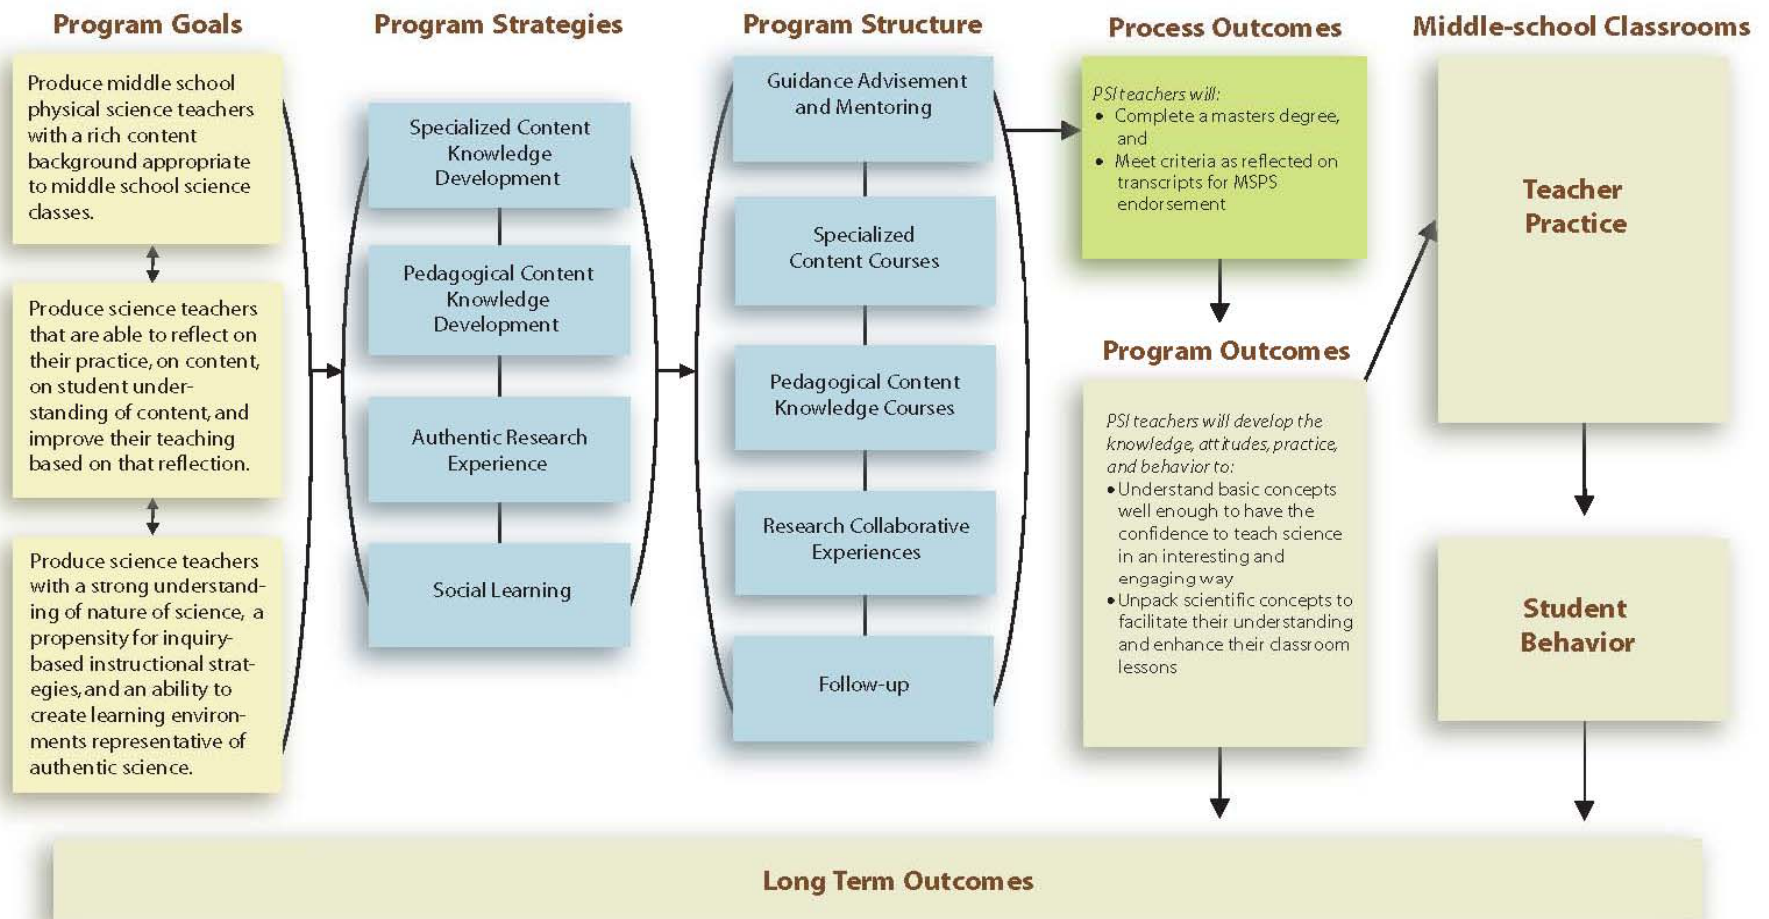 Program Goals
Produce middle school
physical science teachers
with a rich content
background appropriate
to middle school science
classes.
Produce science teachers
that are able to reflect on
their practice, on content,
on student under-
standing of content, and
improve their teaching
based on that reflection.
Produce science teachers
with a strong understand-
ing of nature of science, a
propensity for inquiry-
based instructional strat-
egies, and an ability to
create learning environ-
ments representative of
authentic science.
Program Strategies
Specialized Content
Knowledge
Development
Pedagogical Content
Knowledge
Development
Authentic Research
Experience
Social Learning
Program Structure
Guidance Advisement
and Mentoring
Specialized
Content Courses
Pedagogical Content
Knowledge Courses
Research Collaborative
Experiences
Follow-up
Process Outcomes
PSI teachers will:
• Complete a masters degree,
and
• Meet criteria as reflected on
transcripts for MSPS
endorsement
Program Outcomes
PSI teachers will develop the
knowledge, attitudes, practice,
and behavior to:
• Understand basic concepts
well enough to have the
confidence to teach science
in an interesting and
engaging way
• Unpack scientific concepts to
facilitate their understanding
and enhance their classroom
lessons
Middle-school Classrooms
Teacher
Practice
Student
Behavior
Long Term Outcomes